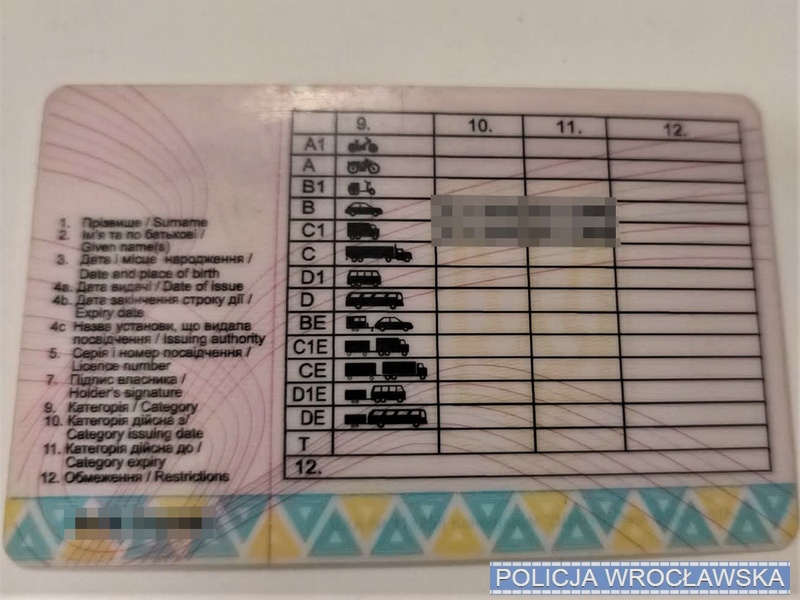 1. Прізвище / Surname
2. Ім'я та по батькові /
Given name(s)
3. Дата і місце народження /
Date and place of birth
4a. Дата видачі / Date of issue
4b. Дата закінчення строку дії /
Expiry date
4c Назва установи, що видала
посвідчення / Issuing authority
5. Серія і номер посвідчення /
Licence number
7. Підпис власника /
Holder's signature
9. Категорія / Category
10. Категорія дійсна з/
Category issuing date
11. Категорія дійсна до /
Category expiry
12. Обмеження / Restrictions
9. 10. 11. 12.
A1
A
B1
B
C1
C
D1
D
BE
C1E
CE
D1E
DE
T
12.
POLICJA WROCŁAWSKA